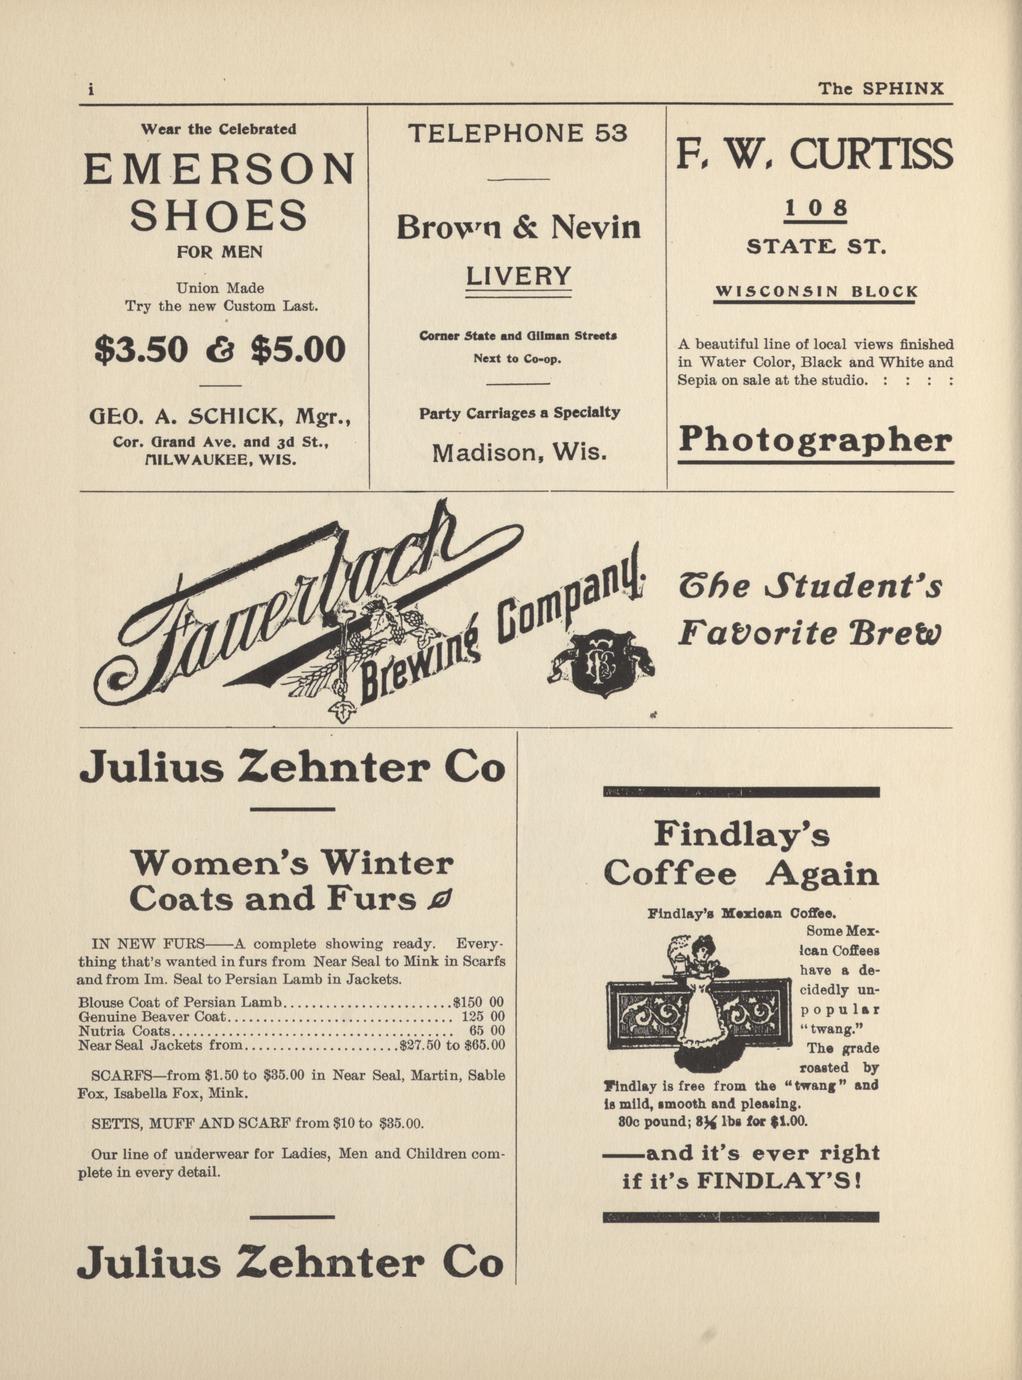 i The SPHINX
Wear the Celebrated
EMERSON
SHOES
FOR MEN
Union Made
Try the new Custom Last.
$3.50 & $5.00
GEO. A. SCHICK, Mgr.,
Cor. Grand Ave. and 3d St.,
MILWAUKEE, WIS.
TELEPHONE 53
Brown & Nevin
LIVERY
Corner State and Gilman Streets
Next to Co-op.
Party Carriages a Specialty
Madison, Wis.
F. W. CURTISS
108
STATE ST.
WISCONSIN BLOCK
A beautiful line of local views finished
in Water Color, Black and White and
Sepia on sale at the studio. : : : :
Photographer
Fauerbach
Brewing Company.
The Student's
Favorite Brew
Julius Zehnter Co
Women's Winter
Coats and Furs
IN NEW FURS——A complete showing ready. Every-
thing that's wanted in furs from Near Seal to Mink in Scarfs
and from Im. Seal to Persian Lamb in Jackets.
Blouse Coat of Persian Lamb........................$150 00
Genuine Beaver Coat................................ 125 00
Nutria Coats....................................... 65 00
Near Seal Jackets from......................$27.50 to $65.00
SCARFS—from $1.50 to $35.00 in Near Seal, Martin, Sable
Fox, Isabella Fox, Mink.
SETTS, MUFF AND SCARF from $10 to $35.00.
Our line of underwear for Ladies, Men and Children com-
plete in every detail.
Julius Zehnter Co
Findlay's
Coffee Again
Findlay's Mexican Coffee.
Some Mex-
ican Coffees
have a de-
cidedly un-
popular
"twang."
The grade
roasted by
Findlay is free from the "twang" and
is mild, smooth and pleasing.
30c pound; 3½ lbs for $1.00.
——and it's ever right
if it's FINDLAY'S!